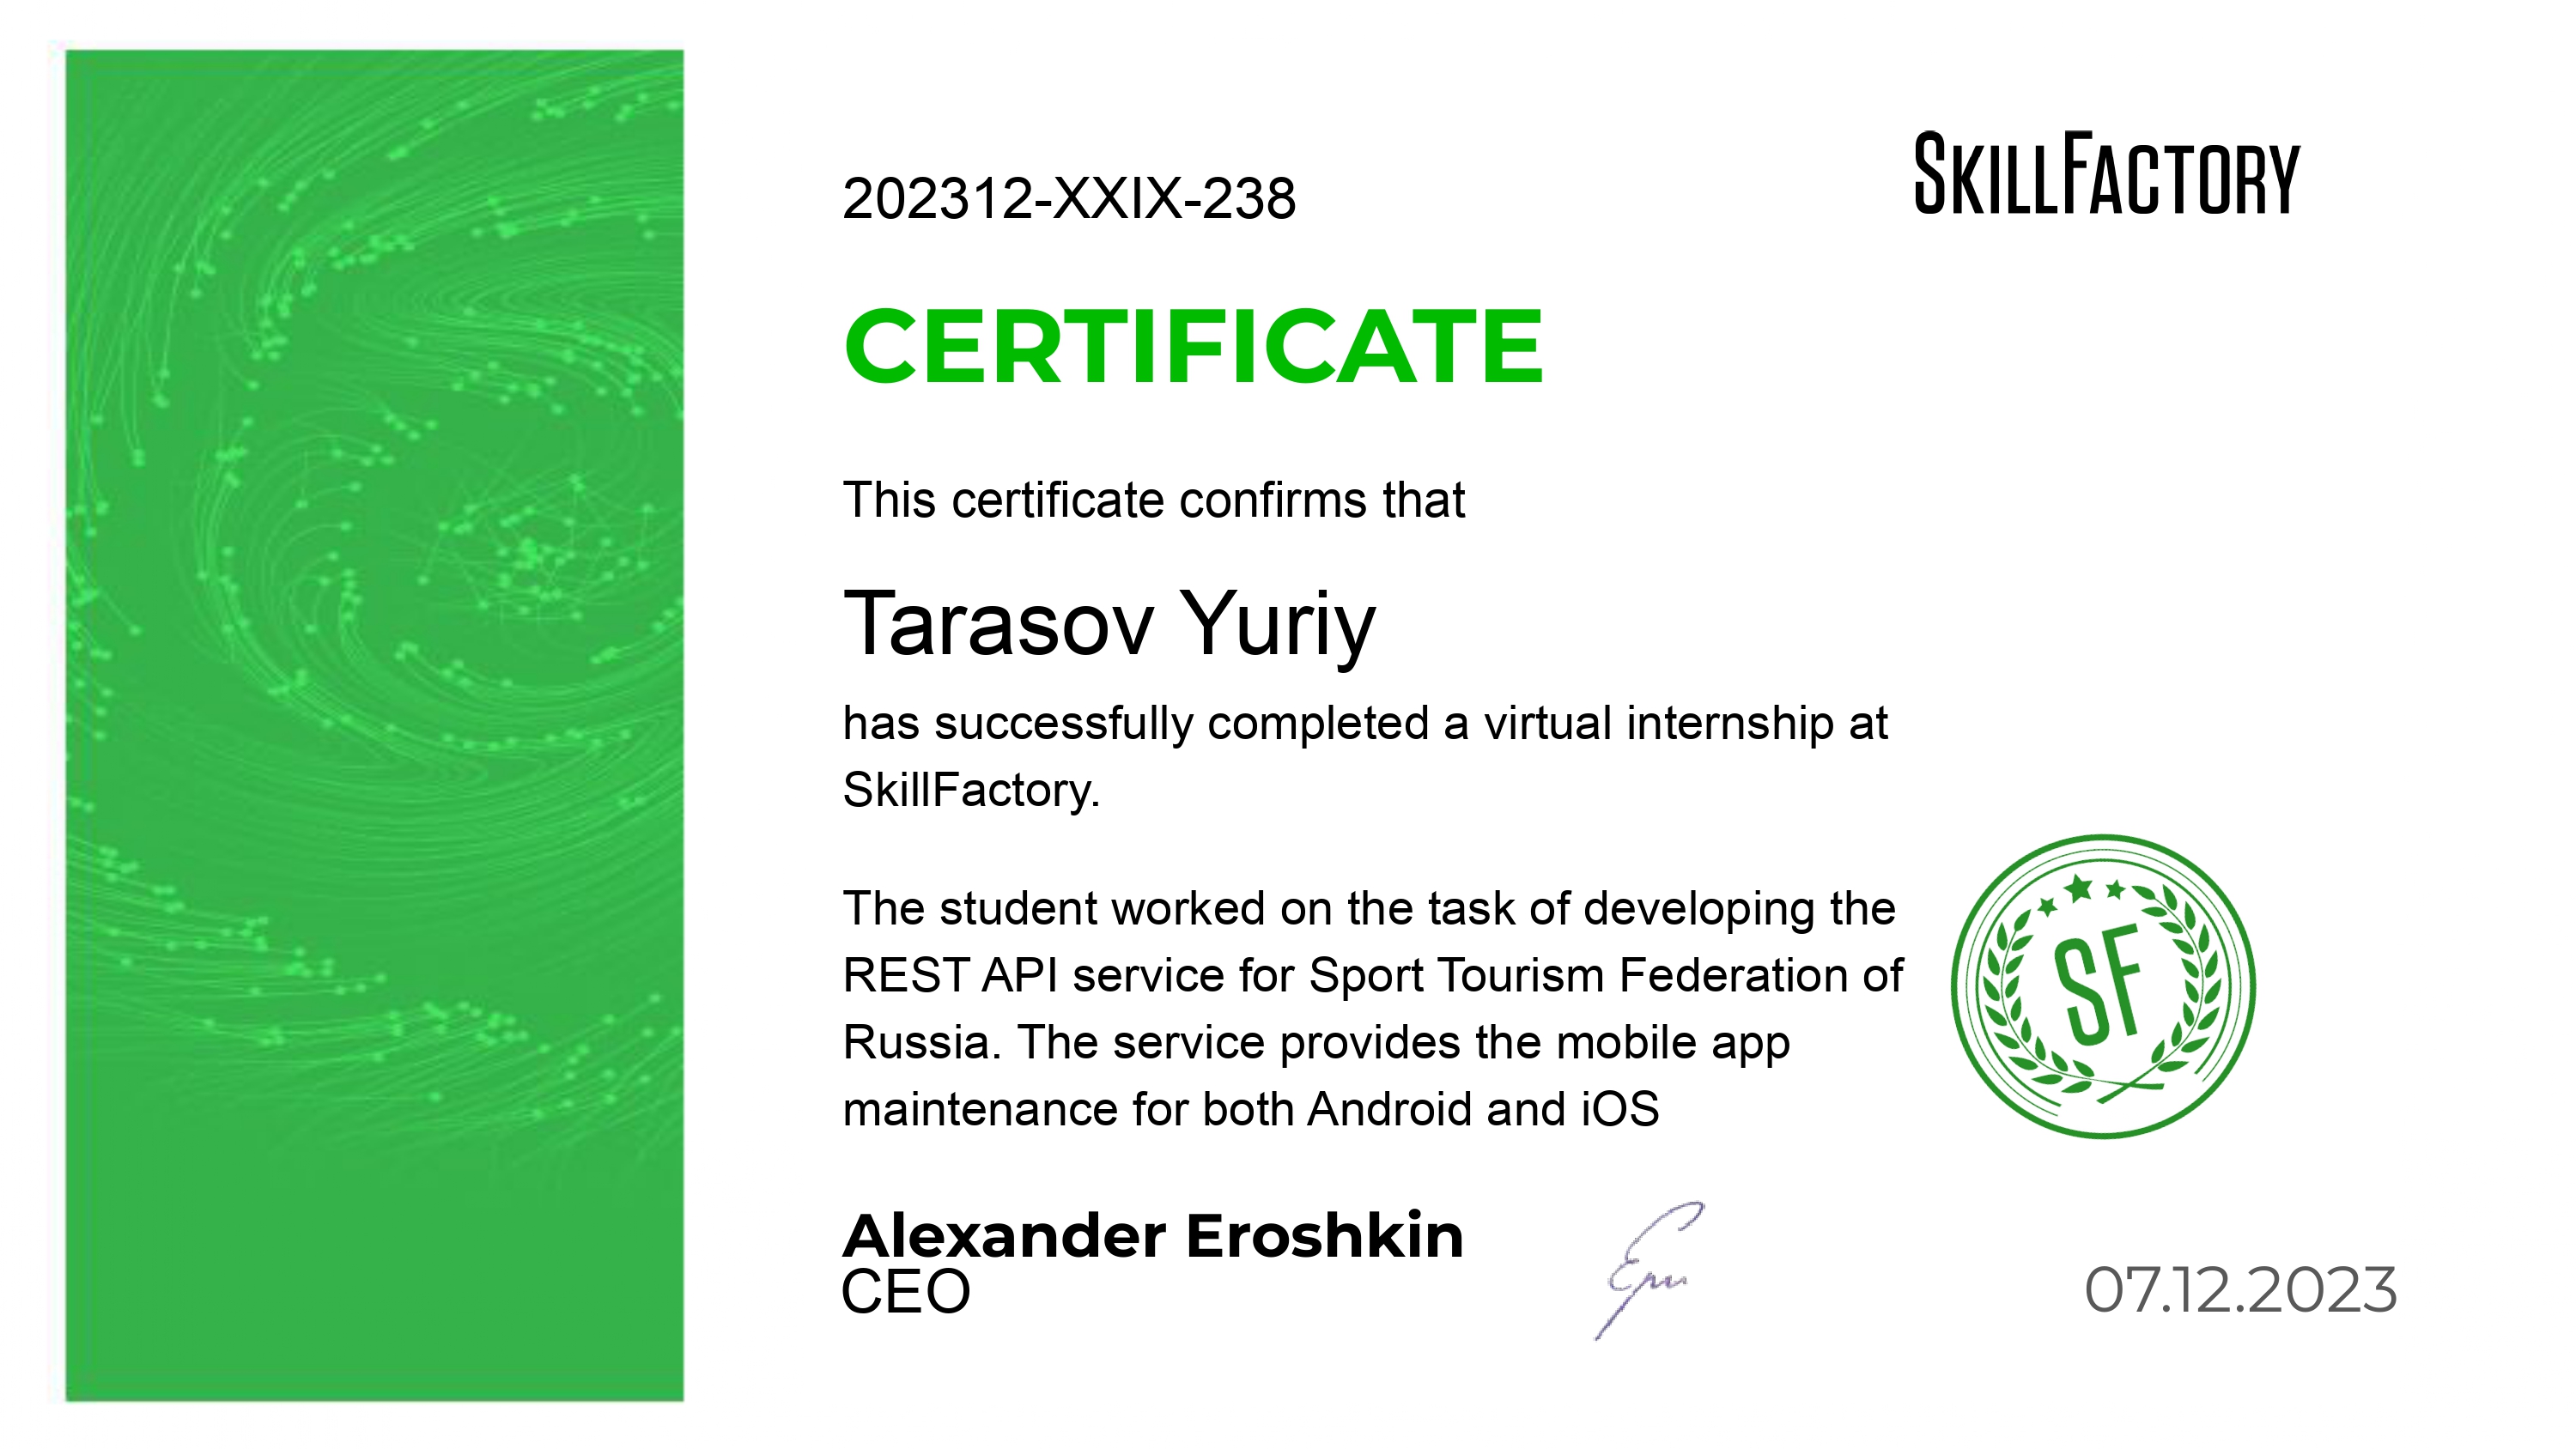 202312-XXIX-238
SKILLFACTORY
CERTIFICATE
This certificate confirms that
Tarasov Yuriy
has successfully completed a virtual internship at
SkillFactory.
The student worked on the task of developing the
REST API service for Sport Tourism Federation of
Russia. The service provides the mobile app
maintenance for both Android and iOS
SF
Alexander Eroshkin
CEO
07.12.2023